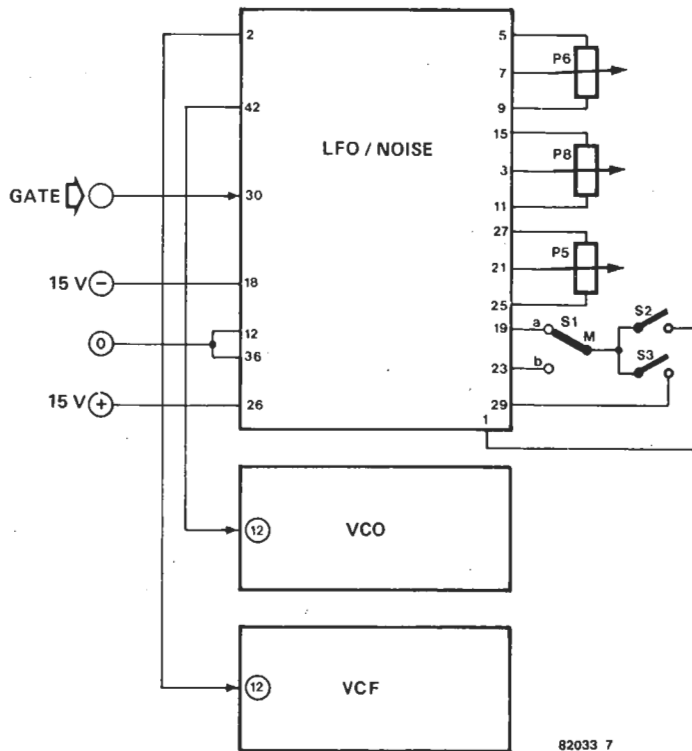 2
5
P6
7
9
42
15
LFO / NOISE
3
P8
11
GATE
30
27
21
P5
15 V −
18
25
19
a
S1
M
S2
0
12
36
23
b
S3
15 V +
26
29
1
12
VCO
12
VCF
82033 7